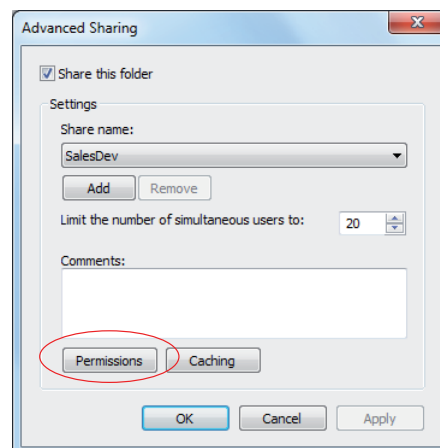 Advanced Sharing
Share this folder
Settings
Share name:
SalesDev
Add Remove
Limit the number of simultaneous users to: 20
Comments:
Permissions Caching
OK Cancel Apply